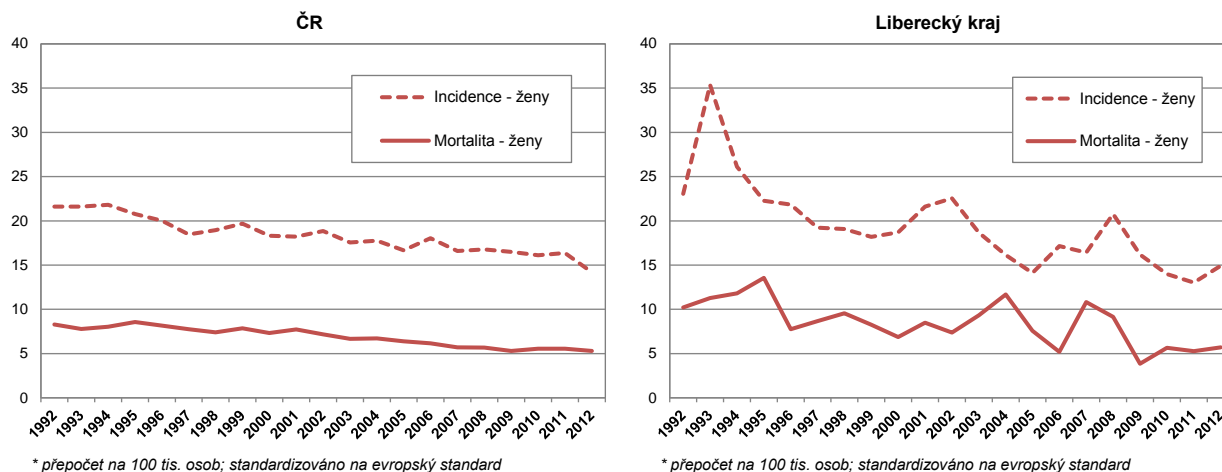 ČR
40
35
30
25
20
15
10
5
0
Incidence - ženy
Mortalita - ženy
1992 1993 1994 1995 1996 1997 1998 1999 2000 2001 2002 2003 2004 2005 2006 2007 2008 2009 2010 2011 2012
* přepočet na 100 tis. osob; standardizováno na evropský standard
Liberecký kraj
40
35
30
25
20
15
10
5
0
Incidence - ženy
Mortalita - ženy
1992 1993 1994 1995 1996 1997 1998 1999 2000 2001 2002 2003 2004 2005 2006 2007 2008 2009 2010 2011 2012
* přepočet na 100 tis. osob; standardizováno na evropský standard